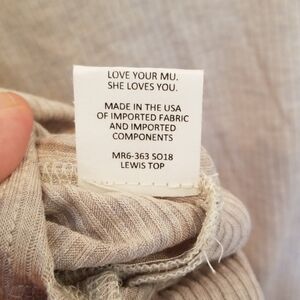 LOVE YOUR MU.
SHE LOVES YOU.
MADE IN THE USA
OF IMPORTED FABRIC
AND IMPORTED
COMPONENTS
MR6-363 SO18
LEWIS TOP